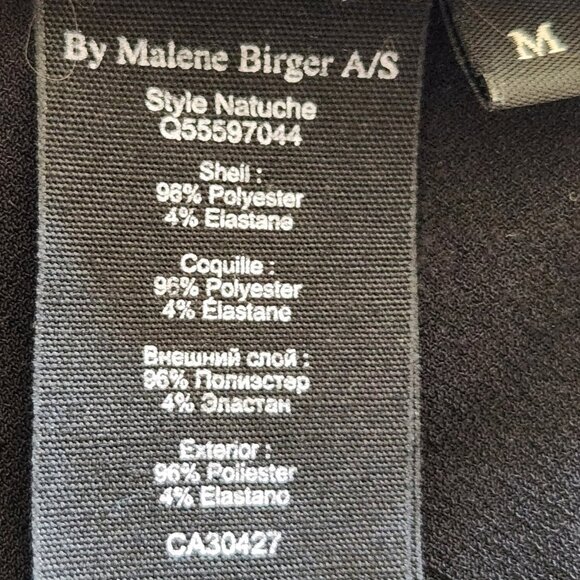 By Malene Birger A/S
M
Style Natuche
Q55597044
Shell :
96% Polyester
4% Elastane
Coquille :
96% Polyester
4% Élastane
Внешний слой :
96% Полиэстэр
4% Эластан
Exterior :
96% Poliester
4% Elastano
CA30427